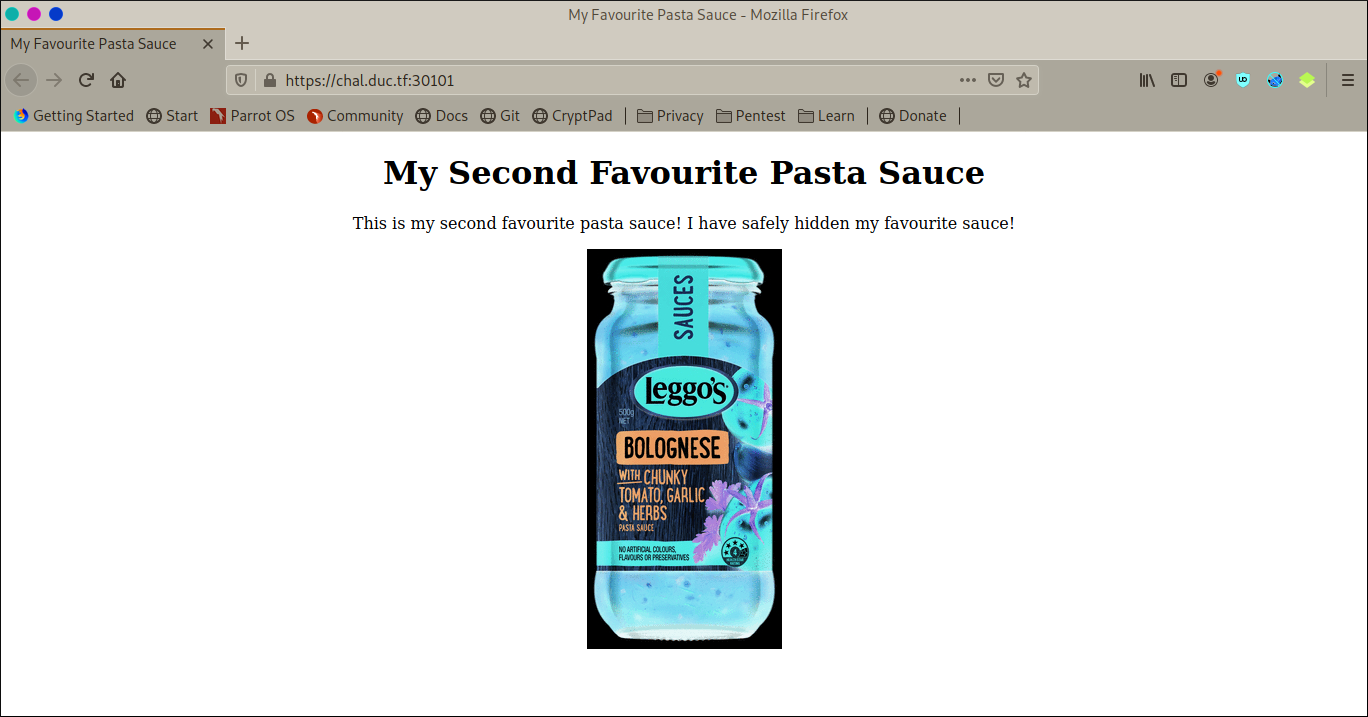 My Favourite Pasta Sauce - Mozilla Firefox
My Favourite Pasta Sauce
https://chal.duc.tf:30101
Getting Started Start Parrot OS Community Docs Git CryptPad Privacy Pentest Learn Donate
My Second Favourite Pasta Sauce
This is my second favourite pasta sauce! I have safely hidden my favourite sauce!
SAUCES
Leggo's
500g
NET
BOLOGNESE
WITH CHUNKY
TOMATO, GARLIC
& HERBS
PASTA SAUCE
NO ARTIFICIAL COLOURS,
FLAVOURS OR PRESERVATIVES